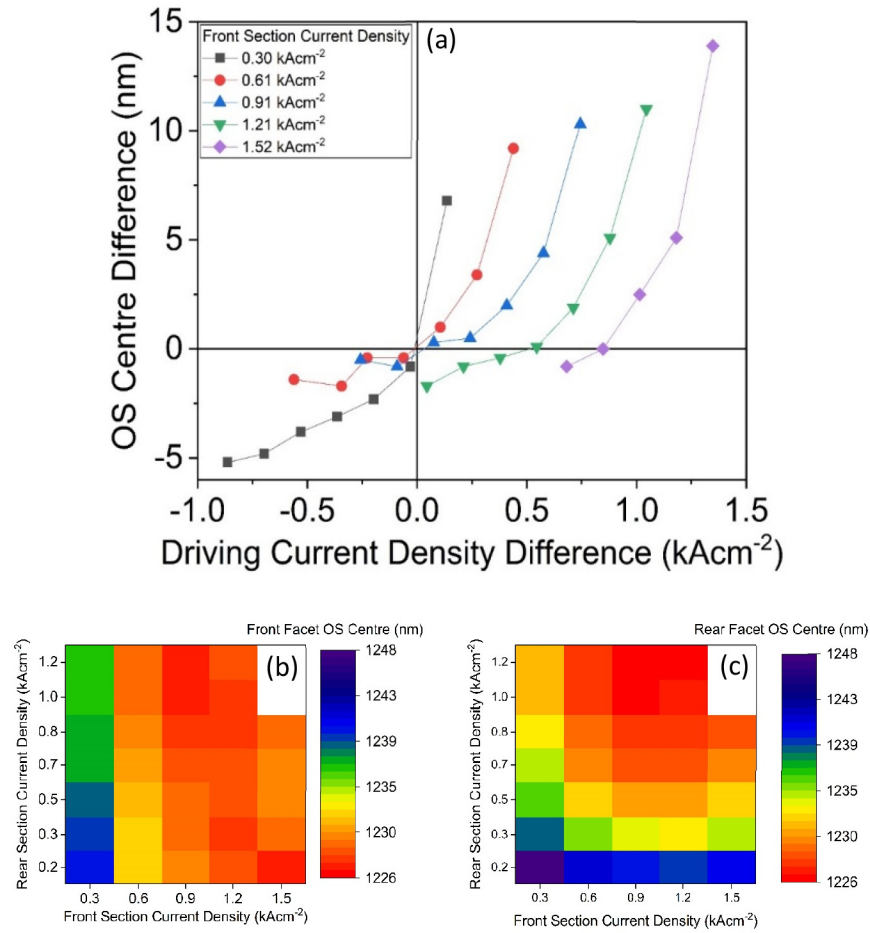 (a)
Front Section Current Density
0.30 kAcm⁻²
0.61 kAcm⁻²
0.91 kAcm⁻²
1.21 kAcm⁻²
1.52 kAcm⁻²
OS Centre Difference (nm)
15
10
5
0
-5
-1.0 -0.5 0.0 0.5 1.0 1.5
Driving Current Density Difference (kAcm⁻²)
Front Facet OS Centre (nm)
(b)
Rear Section Current Density (kAcm⁻²)
1.2
1.0
0.8
0.7
0.5
0.3
0.2
0.3 0.6 0.9 1.2 1.5
Front Section Current Density (kAcm⁻²)
1248
1243
1239
1235
1230
1226
Rear Facet OS Centre (nm)
(c)
Rear Section Current Density (kAcm⁻²)
1.2
1.0
0.8
0.7
0.5
0.3
0.2
0.3 0.6 0.9 1.2 1.5
Front Section Current Density (kAcm⁻²)
1248
1243
1239
1235
1230
1226